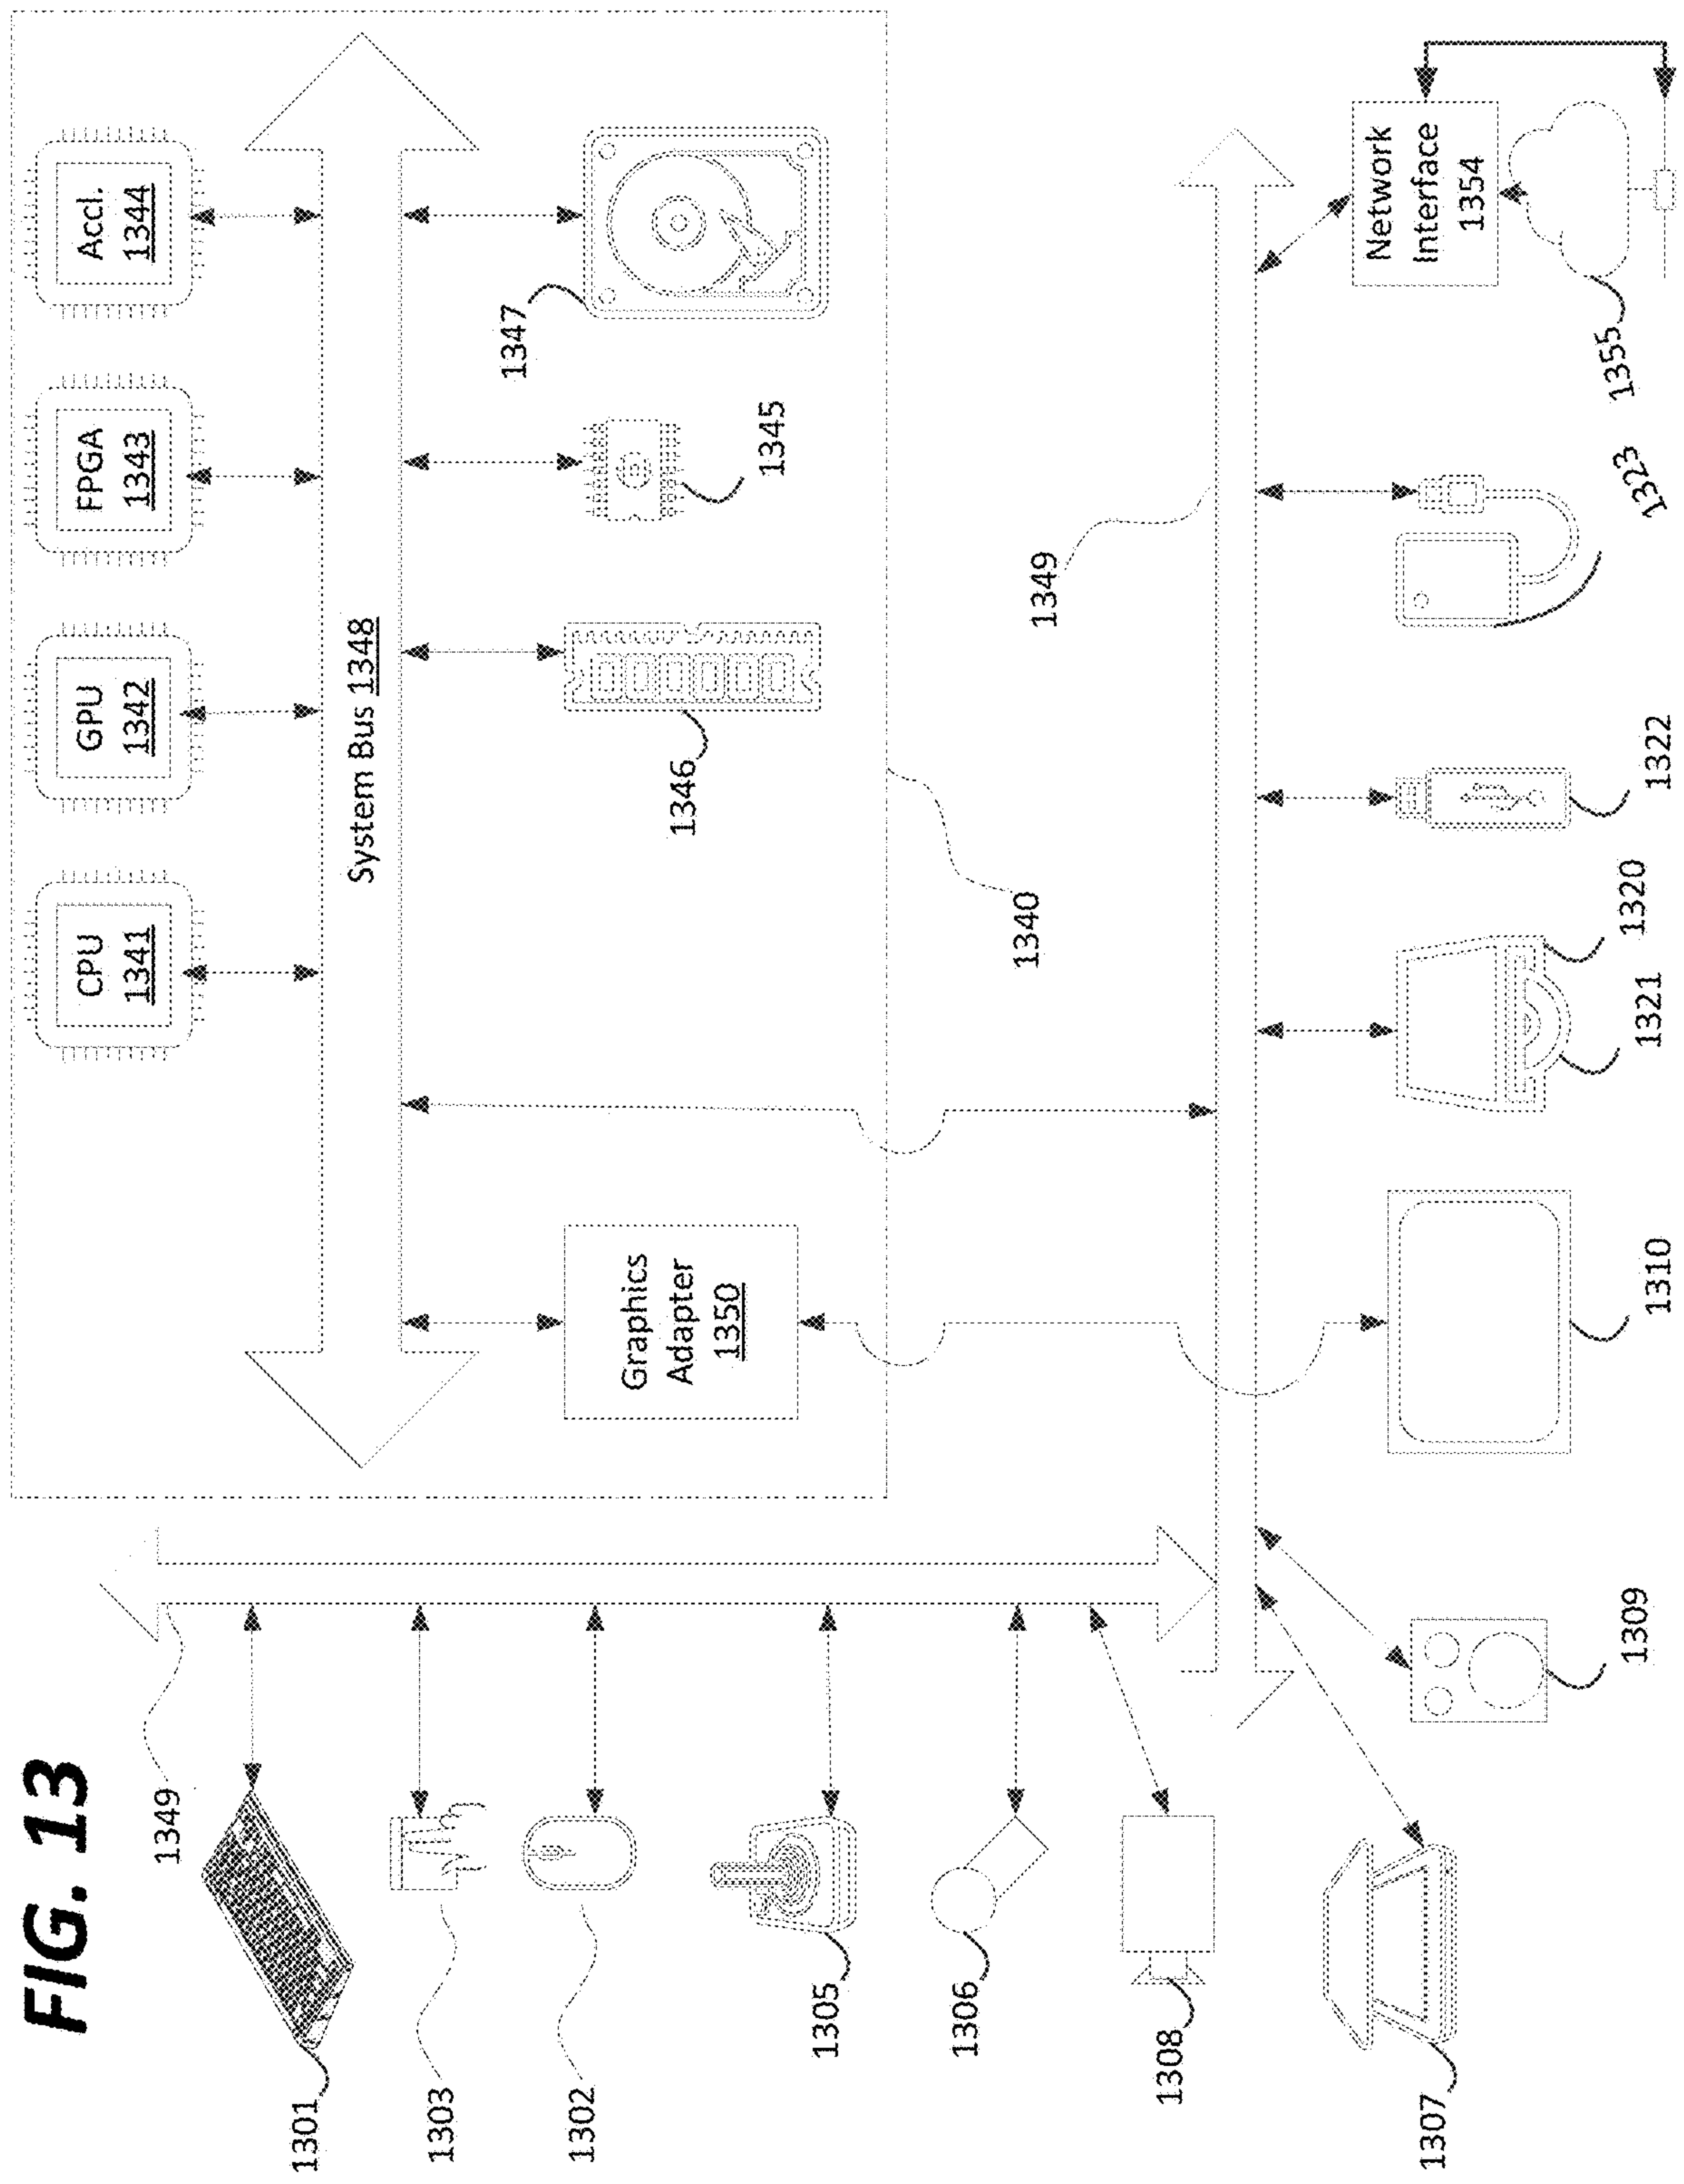 FIG. 13
1349
1301
1303
1302
1305
1306
1308
1307
CPU
1341
GPU
1342
FPGA
1343
Accl.
1344
System Bus 1348
Graphics
Adapter
1350
1346
1345
1347
1340
1349
1309
1310
1321
1320
1322
1323
1355
Network
Interface
1354